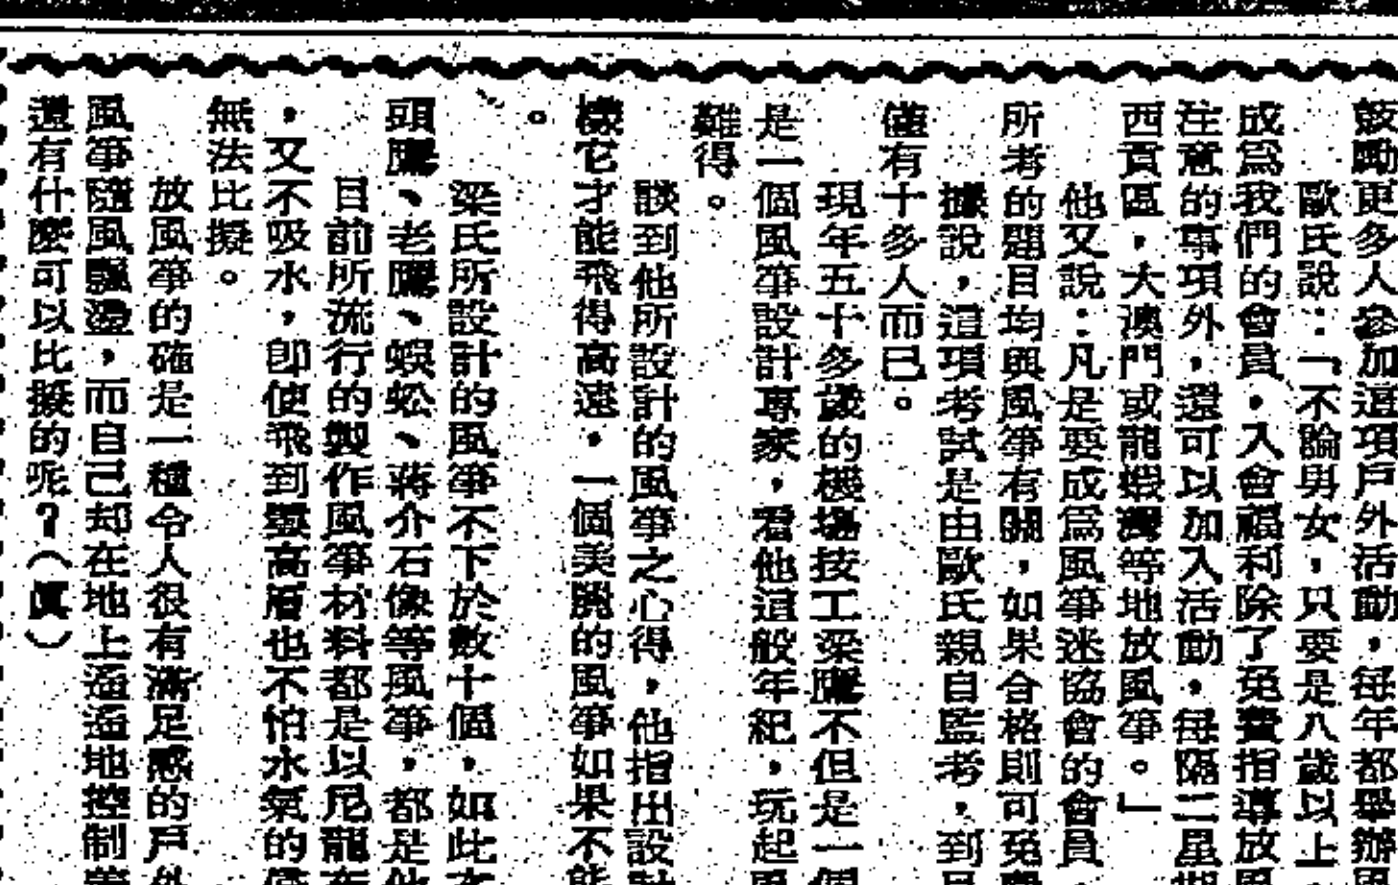 鼓勵更多人參加這項戶外活動，每年都舉辦風
歐氏說：「不論男女，只要是八歲以上，
成爲我們的會員，入會福利除了免費指導放風
注意的事項外，還可以加入活動，每隔二星期
西貢區，大澳門或龍蝦灣等地放風箏。」
他又說：凡是要成爲風箏迷協會的會員，
所考的題目均與風箏有關，如果合格則可免費
據說，這項考試是由歐氏親自監考，到目
僅有十多人而已。
現年五十多歲的機場技工梁鷹不但是一個
是一個風箏設計專家，看他這般年紀，玩起風
難得。
談到他所設計的風箏之心得，他指出設計
樣它才能飛得高遠，一個美麗的風箏如果不能
。
梁氏所設計的風箏不下於數十個，如此
頭鷹、老鷹、蜈蚣、蔣介石像等風箏，都是他
目前所流行的製作風箏材料都是以尼龍布
，又不吸水，卽使飛到雲高層也不怕水氣的侵
無法比擬。
放風箏的確是一種令人很有滿足感的戶外
風箏隨風飄盪，而自己却在地上遙遙地控制
還有什麼可以比擬的呢？（眞）